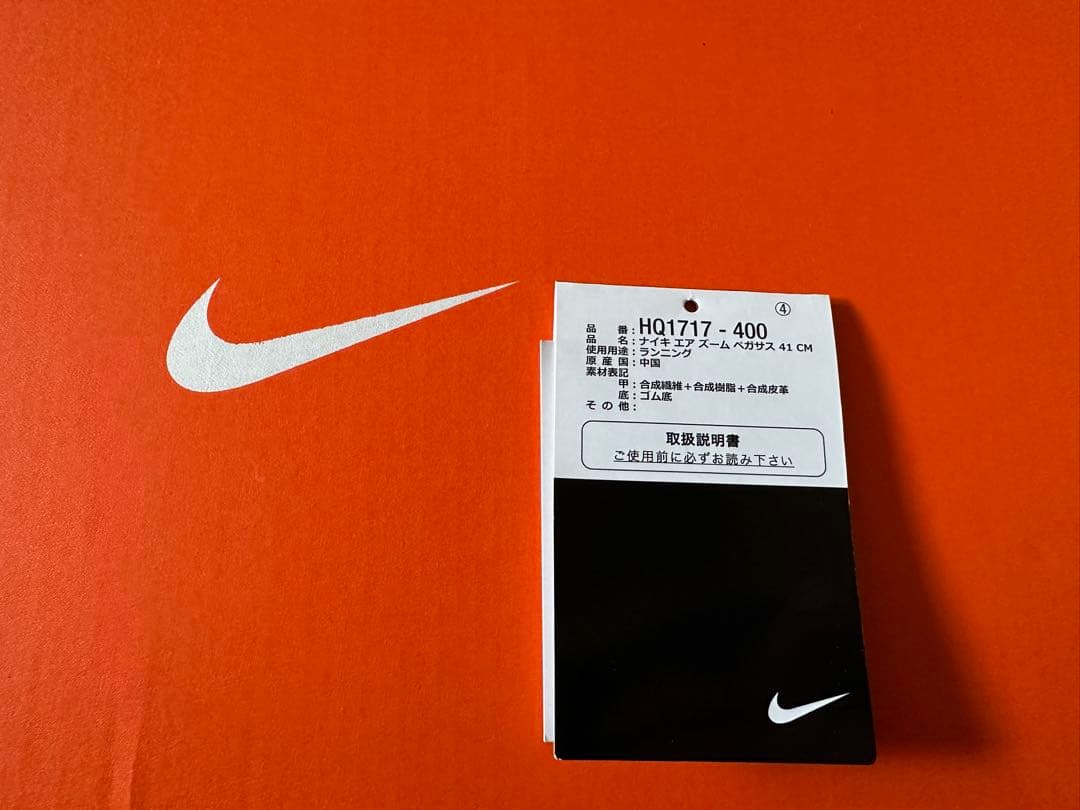 ④
品番：HQ1717 - 400
品名：ナイキ エア ズーム ペガサス 41 CM
使用用途：ランニング
原産国：中国
素材表記
甲：合成繊維＋合成樹脂＋合成皮革
底：ゴム底
その他：
取扱説明書
ご使用前に必ずお読み下さい